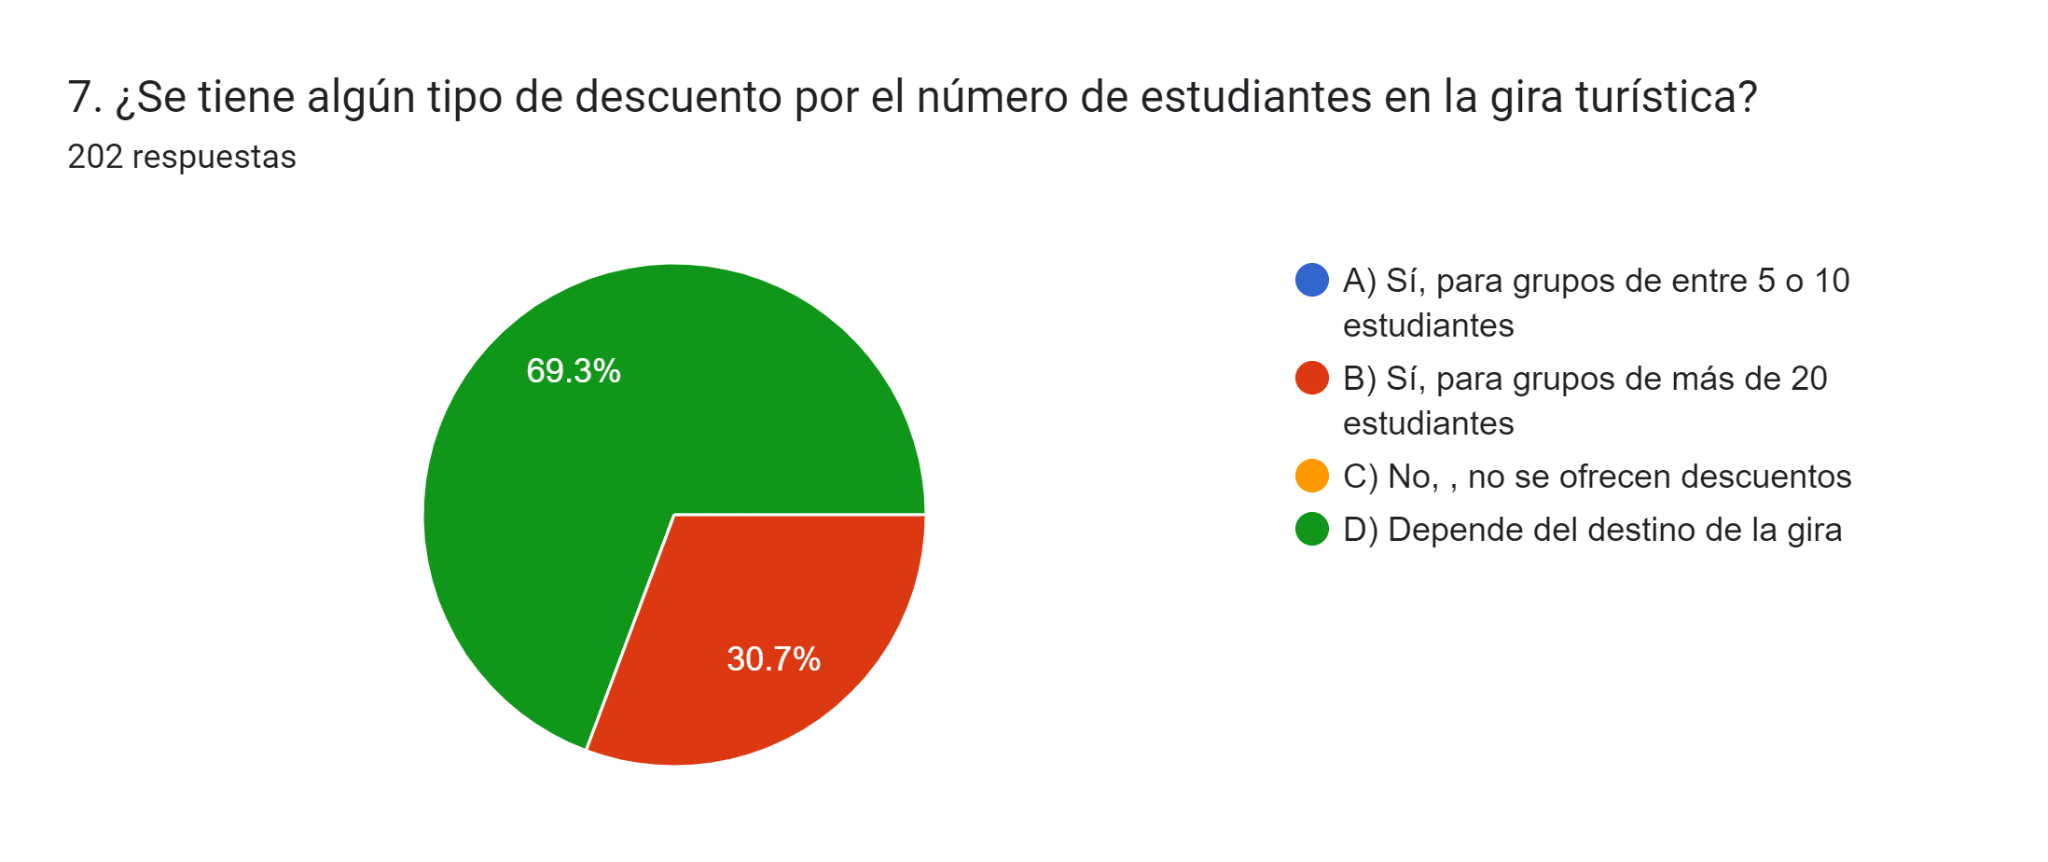 7. ¿Se tiene algún tipo de descuento por el número de estudiantes en la gira turística?
202 respuestas
69.3%
30.7%
A) Sí, para grupos de entre 5 o 10
estudiantes
B) Sí, para grupos de más de 20
estudiantes
C) No, , no se ofrecen descuentos
D) Depende del destino de la gira